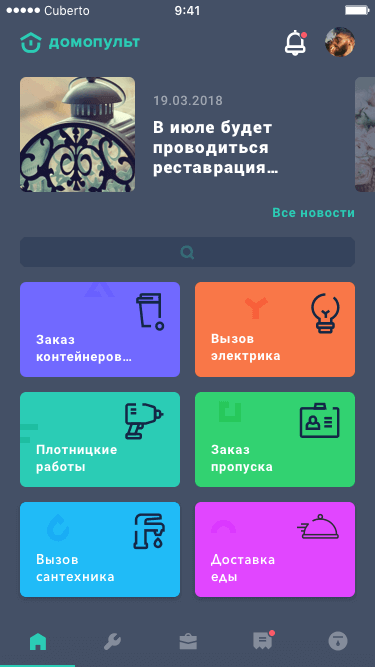 Cuberto
9:41
домопульт
19.03.2018
В июле будет
проводиться
реставрация...
Все новости
Заказ
контейнеров...
Вызов
электрика
Плотницкие
работы
Заказ
пропуска
Вызов
сантехника
Доставка
еды